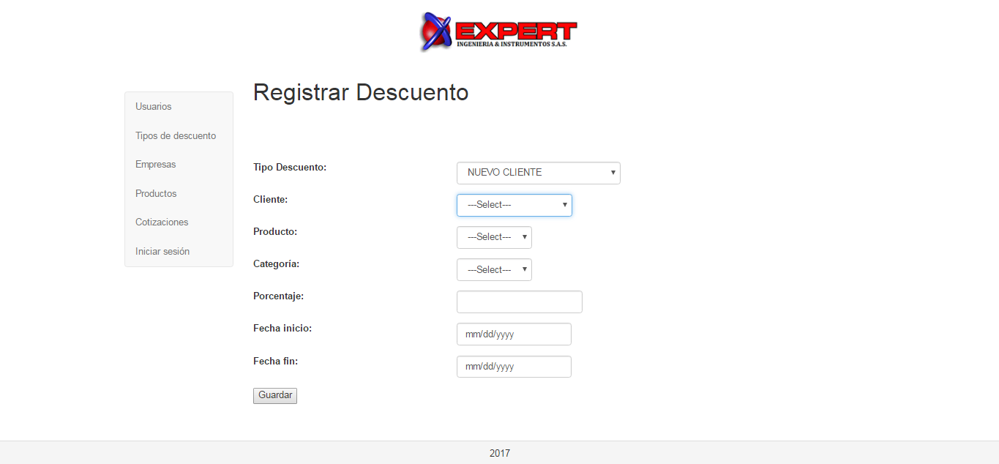 EXPERT
INGENIERIA & INSTRUMENTOS S.A.S.
Registrar Descuento
Usuarios
Tipos de descuento
Empresas
Productos
Cotizaciones
Iniciar sesión
Tipo Descuento:
NUEVO CLIENTE
Cliente:
---Select---
Producto:
---Select---
Categoría:
---Select---
Porcentaje:
Fecha inicio:
mm/dd/yyyy
Fecha fin:
mm/dd/yyyy
Guardar
2017